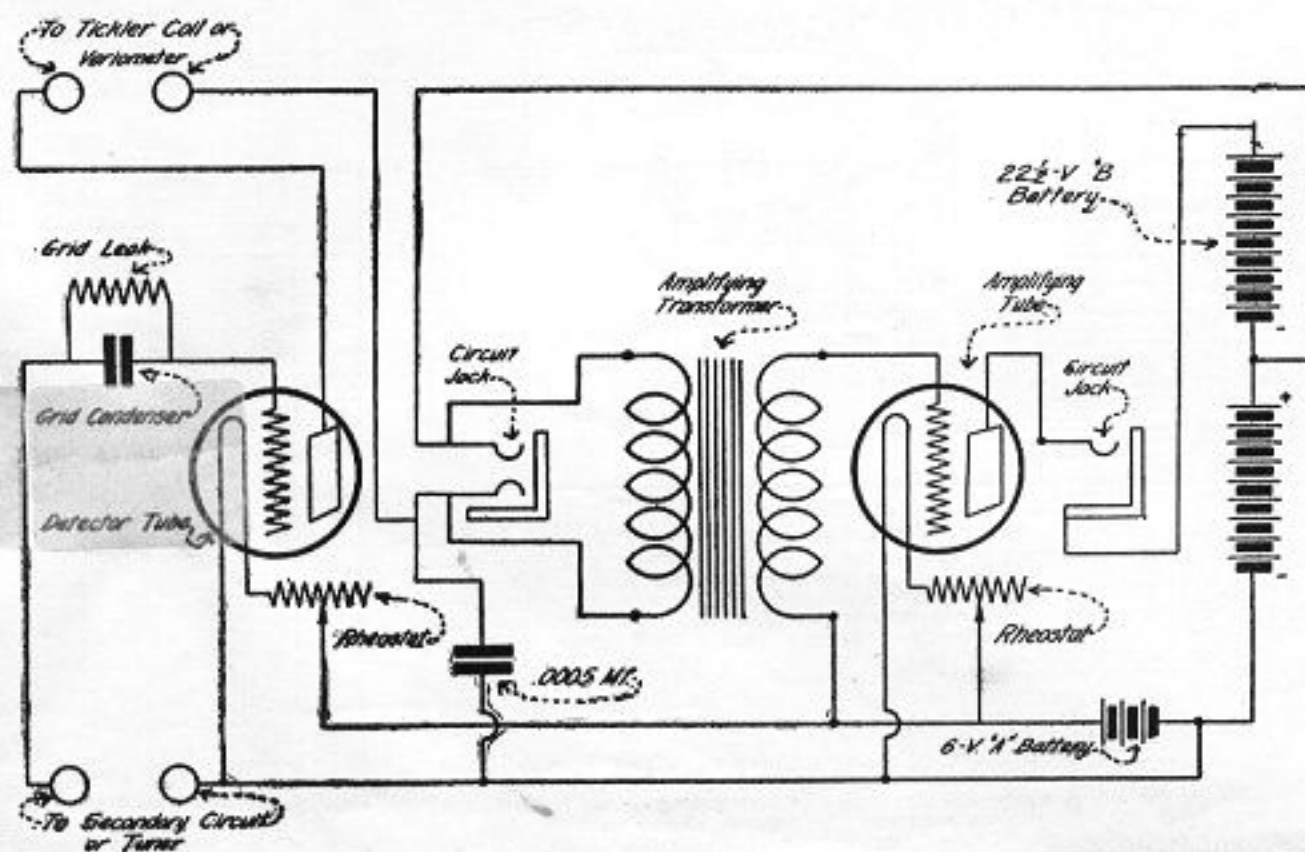 To Tickler Coil or
Variometer
Grid Leak
Grid Condenser
Detector Tube
Rheostat
Circuit
Jack
.0005 Mf.
Amplifying
Transformer
Amplifying
Tube
22½-V "B"
Battery
-
+
-
Circuit
Jack
Rheostat
6-V. "A" Battery
To Secondary Circuit
or Tuner